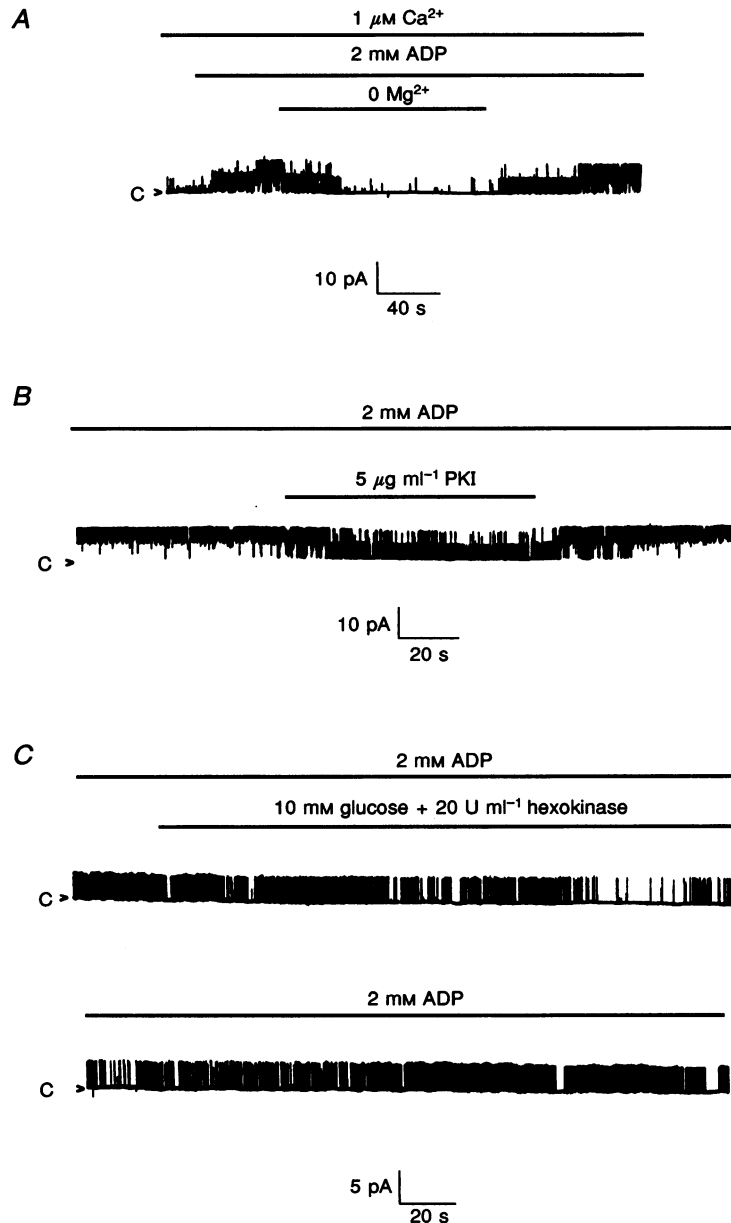 A
1 μM Ca²⁺
2 mM ADP
0 Mg²⁺
C >
10 pA
40 s
B
2 mM ADP
5 μg ml⁻¹ PKI
C >
10 pA
20 s
C
2 mM ADP
10 mM glucose + 20 U ml⁻¹ hexokinase
C >
2 mM ADP
C >
5 pA
20 s